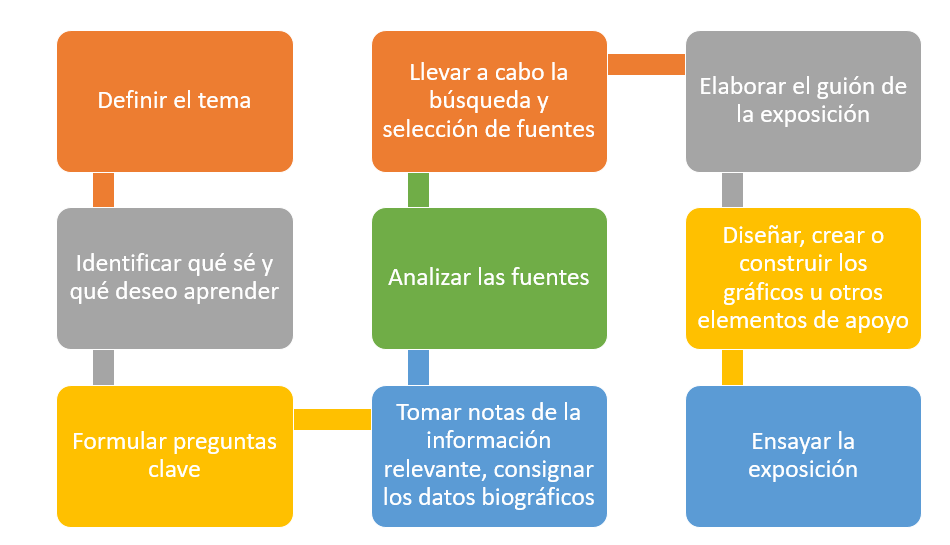 Definir el tema
Identificar qué sé y
qué deseo aprender
Formular preguntas
clave
Tomar notas de la
información
relevante, consignar
los datos biográficos
Analizar las fuentes
Llevar a cabo la
búsqueda y
selección de fuentes
Elaborar el guión de
la exposición
Diseñar, crear o
construir los
gráficos u otros
elementos de apoyo
Ensayar la
exposición